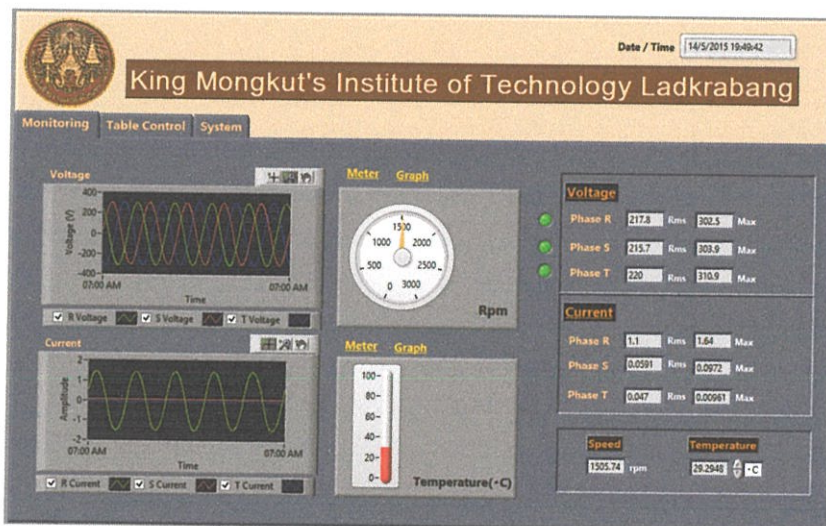 Date / Time 14/5/2015 19:49:42
King Mongkut's Institute of Technology Ladkrabang
Monitoring Table Control System
Voltage
400
200
0
-200
-400
Voltage (V)
07:00 AM 07:00 AM
Time
R Voltage S Voltage T Voltage
Current
2
1
0
-1
-2
Amplitude
07:00 AM 07:00 AM
Time
R Current S Current T Current
Meter Graph
0 500 1000 1500 2000 2500 3000
Rpm
Meter Graph
100
80
60
40
20
0
Temperature(◦C)
Voltage
Phase R 217.8 Rms 302.5 Max
Phase S 215.7 Rms 303.9 Max
Phase T 220 Rms 310.9 Max
Current
Phase R 1.1 Rms 1.64 Max
Phase S 0.0591 Rms 0.0972 Max
Phase T 0.047 Rms 0.00961 Max
Speed Temperature
1505.74 rpm 29.2948 ◦C